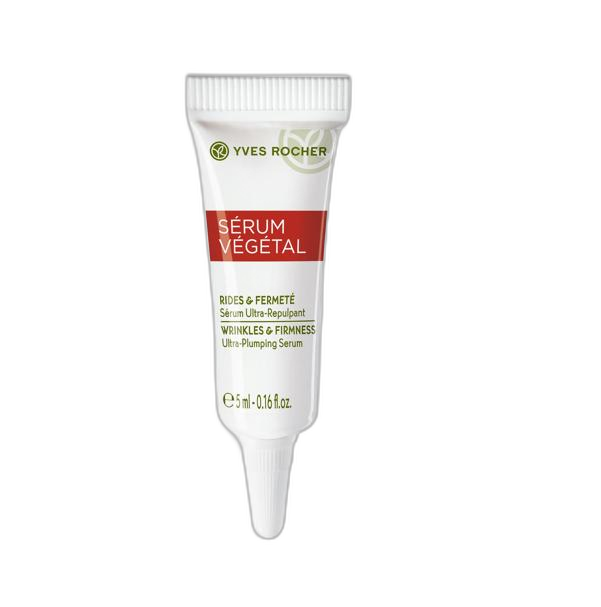 YVES ROCHER
SÉRUM
VÉGÉTAL
RIDES & FERMETÉ
Sérum Ultra-Repulpant
WRINKLES & FIRMNESS
Ultra-Plumping Serum
℮5 ml - 0.16 fl.oz.